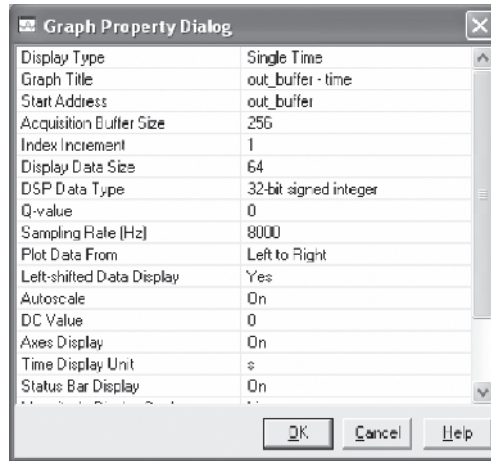 Graph Property Dialog
Display Type Single Time
Graph Title out_buffer - time
Start Address out_buffer
Acquisition Buffer Size 256
Index Increment 1
Display Data Size 64
DSP Data Type 32-bit signed integer
Q-value 0
Sampling Rate (Hz) 8000
Plot Data From Left to Right
Left-shifted Data Display Yes
Autoscale On
DC Value 0
Axes Display On
Time Display Unit s
Status Bar Display On
OK Cancel Help